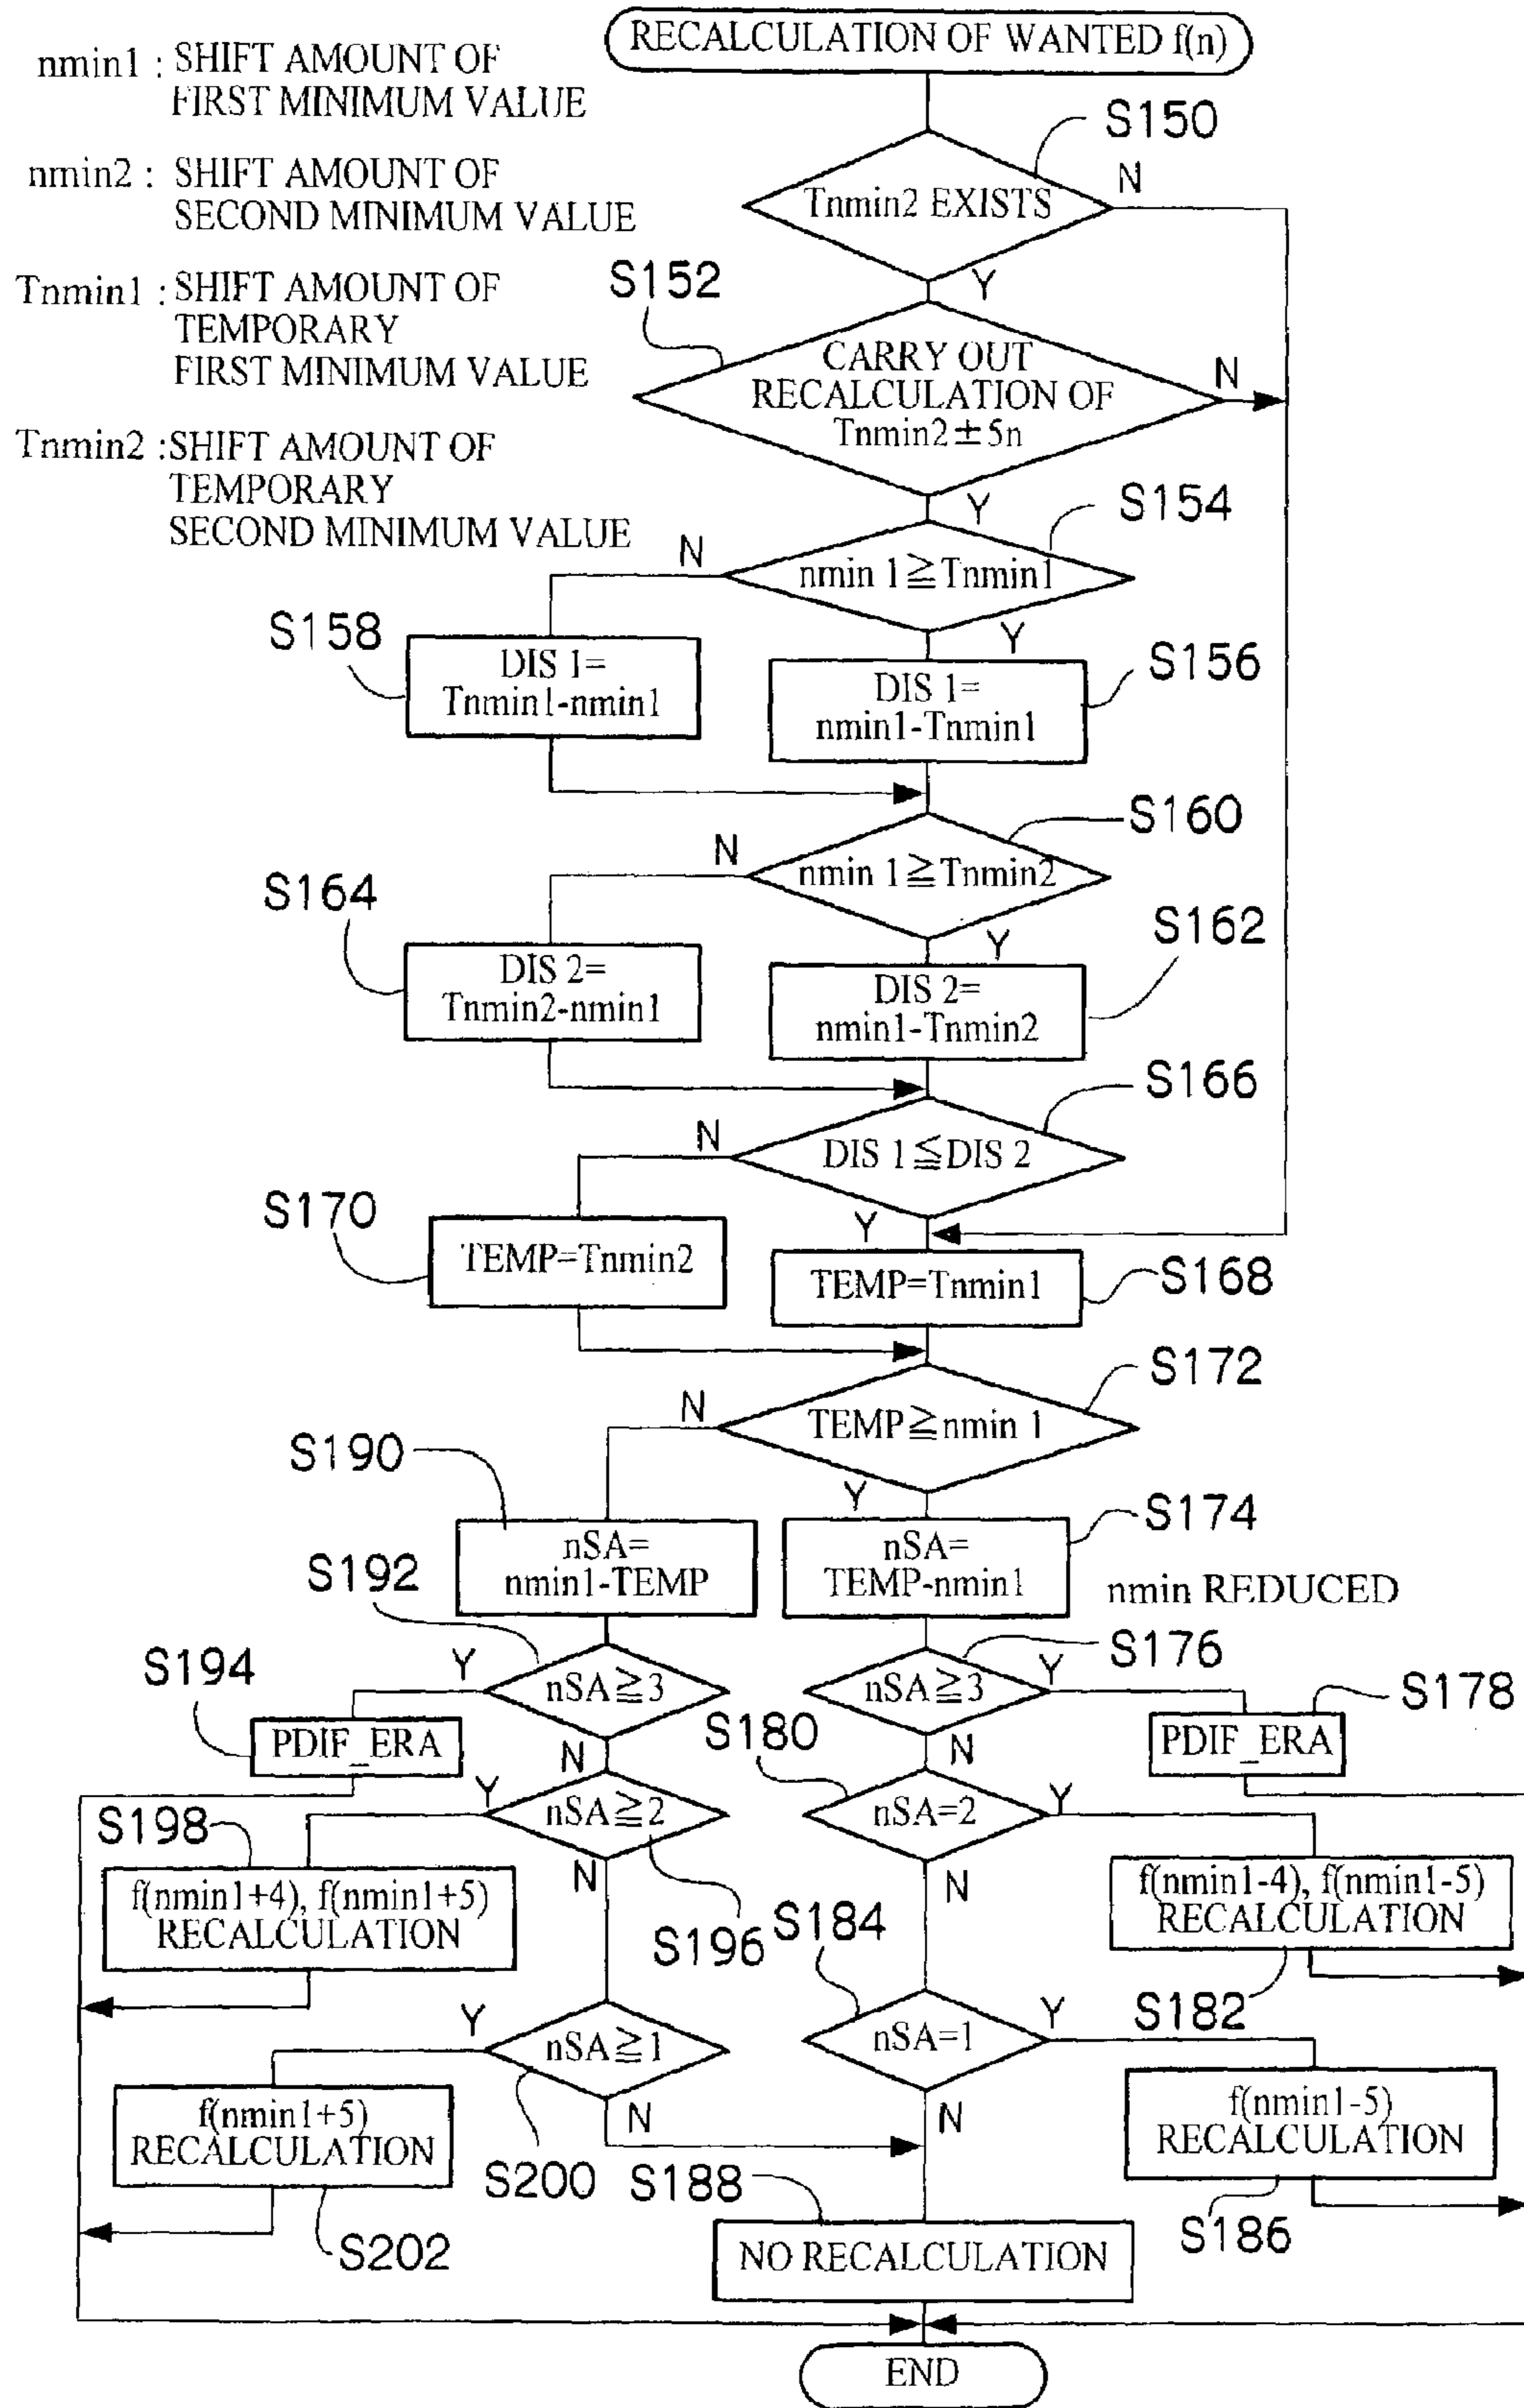 RECALCULATION OF WANTED f(n)
nmin1 : SHIFT AMOUNT OF
FIRST MINIMUM VALUE
nmin2 : SHIFT AMOUNT OF
SECOND MINIMUM VALUE
Tnmin1 : SHIFT AMOUNT OF
TEMPORARY
FIRST MINIMUM VALUE
Tnmin2 : SHIFT AMOUNT OF
TEMPORARY
SECOND MINIMUM VALUE
S150
Tnmin2 EXISTS
N
Y
S152
CARRY OUT
RECALCULATION OF
Tnmin2±5n
N
Y
S154
nmin 1≧Tnmin1
N
Y
S158
DIS 1=
Tnmin1-nmin1
S156
DIS 1=
nmin1-Tnmin1
S160
nmin 1≧Tnmin2
N
Y
S164
DIS 2=
Tnmin2-nmin1
S162
DIS 2=
nmin1-Tnmin2
S166
DIS 1≦DIS 2
N
Y
S170
TEMP=Tnmin2
TEMP=Tnmin1
S168
S172
TEMP≧nmin 1
N
Y
S190
nSA=
nmin1-TEMP
S174
nSA=
TEMP-nmin1
nmin REDUCED
S192
nSA≧3
Y
N
S194
PDIF_ERA
S176
nSA≧3
Y
N
S178
PDIF_ERA
S196
nSA≧2
Y
N
S198
f(nmin1+4), f(nmin1+5)
RECALCULATION
S180
nSA=2
Y
N
f(nmin1-4), f(nmin1-5)
RECALCULATION
S182
nSA≧1
Y
N
S200
f(nmin1+5)
RECALCULATION
S202
S184
nSA=1
Y
N
f(nmin1-5)
RECALCULATION
S186
S188
NO RECALCULATION
END